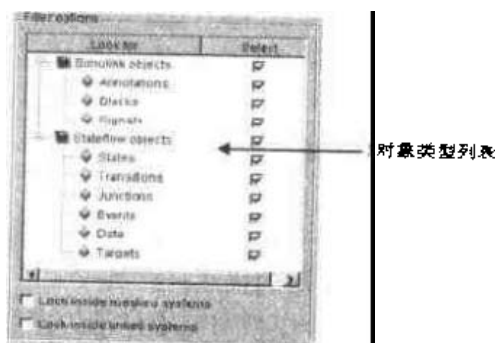 Filter options
Look for Select
Simulink objects
Annotations
Blocks
Signals
Stateflow objects
States
Transitions
Junctions
Events
Data
Targets
Look inside masked systems
Look inside linked systems
对象类型列表